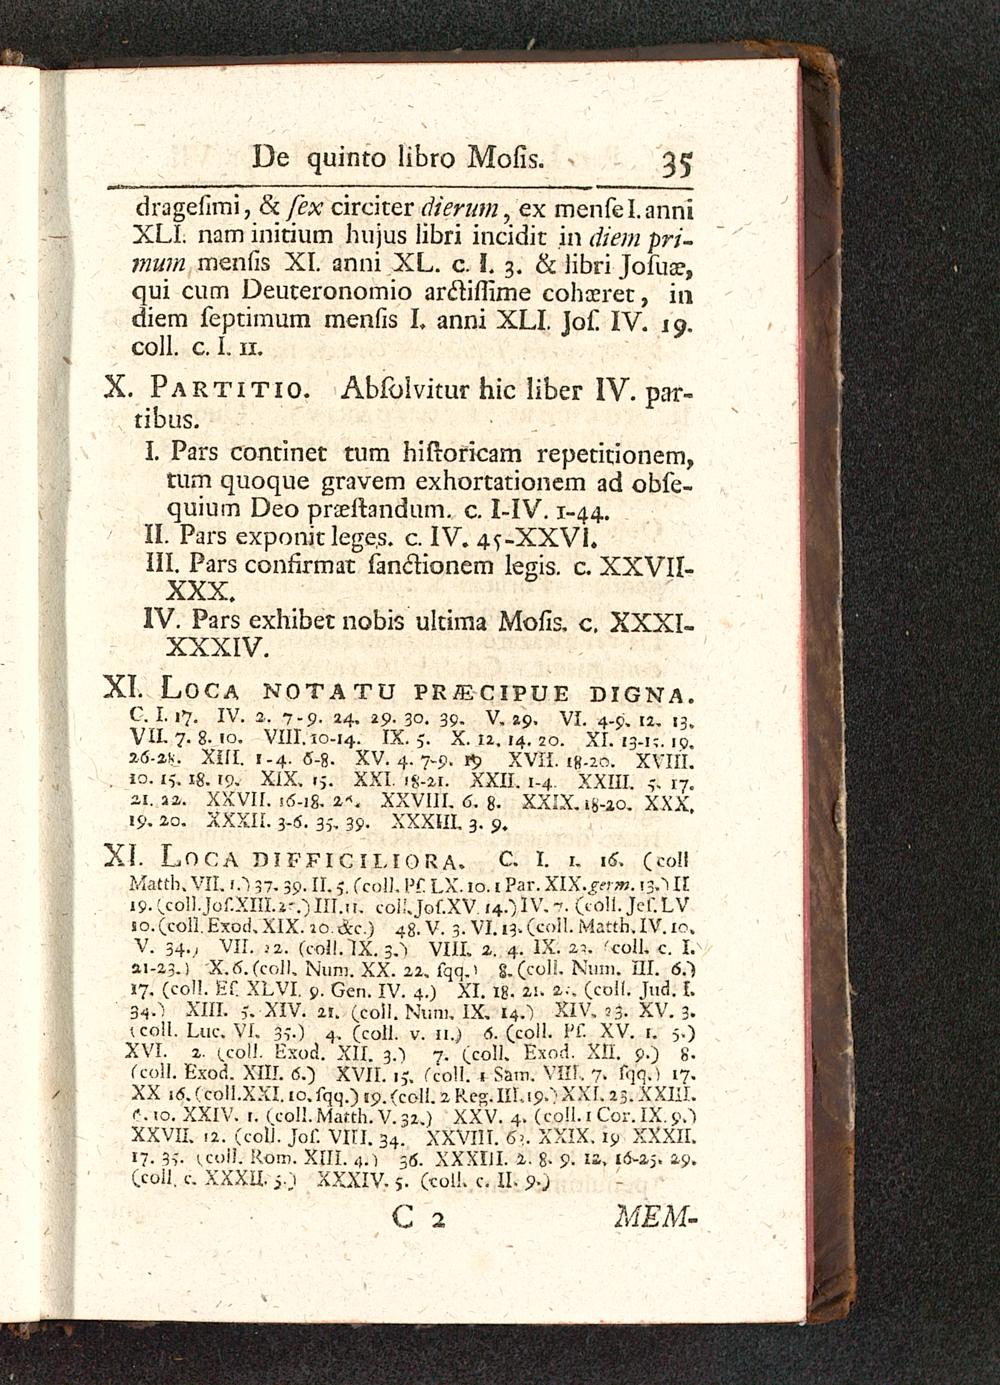 De quinto libro Moſis. 35
dragefimi, & ſex circiter dierum, ex menſe I. anni
XLI. nam initium hujus libri incidit in diem pri-
mum menſis XI. anni XL. c. I. 3. & libri Joſuæ,
qui cum Deuteronomio arctiſſime cohæret, in
diem ſeptimum menſis I. anni XLI. Joſ. IV. 19.
coll. c. I. 11.
X. PARTITIO. Abſolvitur hic liber IV. par-
tibus.
I. Pars continet tum hiſtoricam repetitionem,
tum quoque gravem exhortationem ad obſe-
quium Deo præſtandum. c. I-IV. 1-44.
II. Pars exponit leges. c. IV. 45-XXVI.
III. Pars confirmat ſanctionem legis. c. XXVII-
XXX.
IV. Pars exhibet nobis ultima Moſis. c. XXXI-
XXXIV.
XI. LOCA NOTATU PRÆCIPUE DIGNA.
C. I. 17. IV. 2. 7-9. 24. 29. 30. 39. V. 29. VI. 4-9. 12. 13.
VII. 7. 8. 10. VIII. 10-14. IX. 5. X. 12. 14. 20. XI. 13-15. 19.
26-28. XIII. 1-4. 6-8. XV. 4. 7-9. 19 XVII. 18-20. XVIII.
10. 15. 18. 19. XIX. 15. XXI. 18-21. XXII. 1-4. XXIII. 5. 17.
21. 22. XXVII. 16-18. XXVIII. 6. 8. XXIX. 18-20. XXX.
19. 20. XXXII. 3-6. 35. 39. XXXIII. 3. 9.
XI. LOCA DIFFICILIORA. C. I. 1. 16. (coll
Matth. VII. 1.) 37. 39. II. 5. (coll. Pſ. LX. 10. 1 Par. XIX. germ. 13.) II
19. (coll. Joſ. XIII. ) III. 11. coll. Joſ. XV. 14.) IV. 7. (coll. Jeſ. LV
10. (coll. Exod. XIX. 20. &c.) 48. V. 3. VI. 13. (coll. Matth. IV. 10.
V. 34.) VII. 22. (coll. IX. 3.) VIII. 2. 4. IX. 23. (coll. c. I.
21-23.) X. 6. (coll. Num. XX. 22. ſqq.) 8. (coll. Num. III. 6.)
17. (coll. Eſ. XLVI. 9. Gen. IV. 4.) XI. 18. 21. (coll. Jud. I.
34.) XIII. 5. XIV. 21. (coll. Num. IX. 14.) XIV. 23. XV. 3.
(coll. Luc. VI. 35.) 4. (coll. v. 11.) 6. (coll. Pſ. XV. 1. 5.)
XVI. 2. (coll. Exod. XII. 3.) 7. (coll. Exod. XII. 9.) 8.
(coll. Exod. XIII. 6.) XVII. 15. (coll. 1 Sam. VIII. 7. ſqq.) 17.
XX 16. (coll. XXI. 10. ſqq.) 19. (coll. 2 Reg. III. 19.) XXI. 23. XXIII.
10. XXIV. 1. (coll. Matth. V. 32.) XXV. 4. (coll. 1 Cor. IX. 9.)
XXVII. 12. (coll. Joſ. VIII. 34. XXVIII. XXIX. 19 XXXII.
17. 35. (coll. Rom. XIII. 4.) 36. XXXIII. 2. 8. 9. 12. 16-25. 29.
(coll. c. XXXII. 5.) XXXIV. 5. (coll. c. II. 9.)
C 2 MEM-